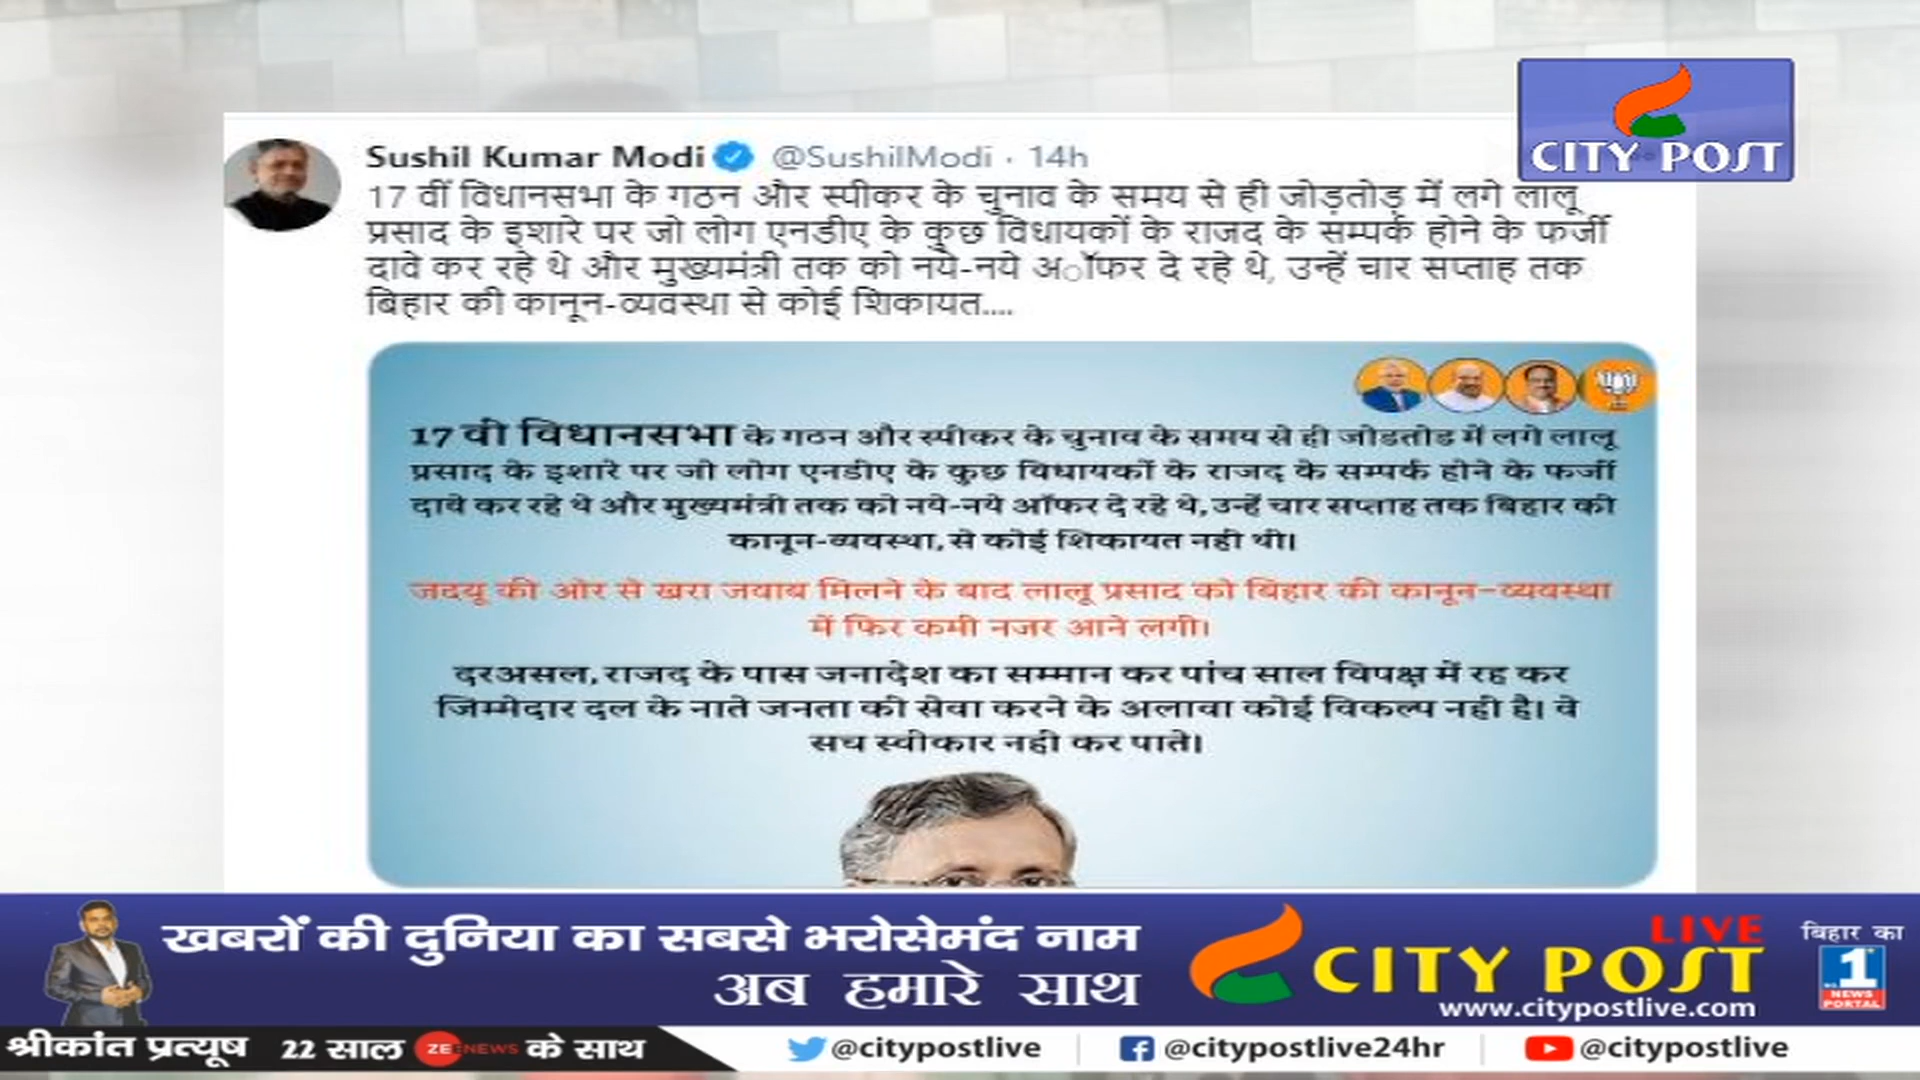 CITY POST
Sushil Kumar Modi @SushilModi · 14h
17 वीं विधानसभा के गठन और स्पीकर के चुनाव के समय से ही जोड़तोड़ में लगे लालू
प्रसाद के इशारे पर जो लोग एनडीए के कुछ विधायकों के राजद के सम्पर्क होने के फर्जी
दावे कर रहे थे और मुख्यमंत्री तक को नये-नये अॉफर दे रहे थे, उन्हें चार सप्ताह तक
बिहार की कानून-व्यवस्था से कोई शिकायत....
17 वी विधानसभा के गठन और स्पीकर के चुनाव के समय से ही जोडतोड में लगे लालू
प्रसाद के इशारे पर जो लोग एनडीए के कुछ विधायकों के राजद के सम्पर्क होने के फर्जी
दावे कर रहे थे और मुख्यमंत्री तक को नये-नये ऑफर दे रहे थे,उन्हें चार सप्ताह तक बिहार की
कानून-व्यवस्था, से कोई शिकायत नही थी।
जदयू की ओर से खरा जवाब मिलने के बाद लालू प्रसाद को बिहार की कानून-व्यवस्था
में फिर कमी नजर आने लगी।
दरअसल, राजद के पास जनादेश का सम्मान कर पांच साल विपक्ष में रह कर
जिम्मेदार दल के नाते जनता की सेवा करने के अलावा कोई विकल्प नही है। वे
सच स्वीकार नही कर पाते।
खबरों की दुनिया का सबसे भरोसेमंद नाम
अब हमारे साथ
LIVE
CITY POST
www.citypostlive.com
बिहार का
No. 1
NEWS
PORTAL
श्रीकांत प्रत्यूष 22 साल ZEE NEWS के साथ
@citypostlive
@citypostlive24hr
@citypostlive